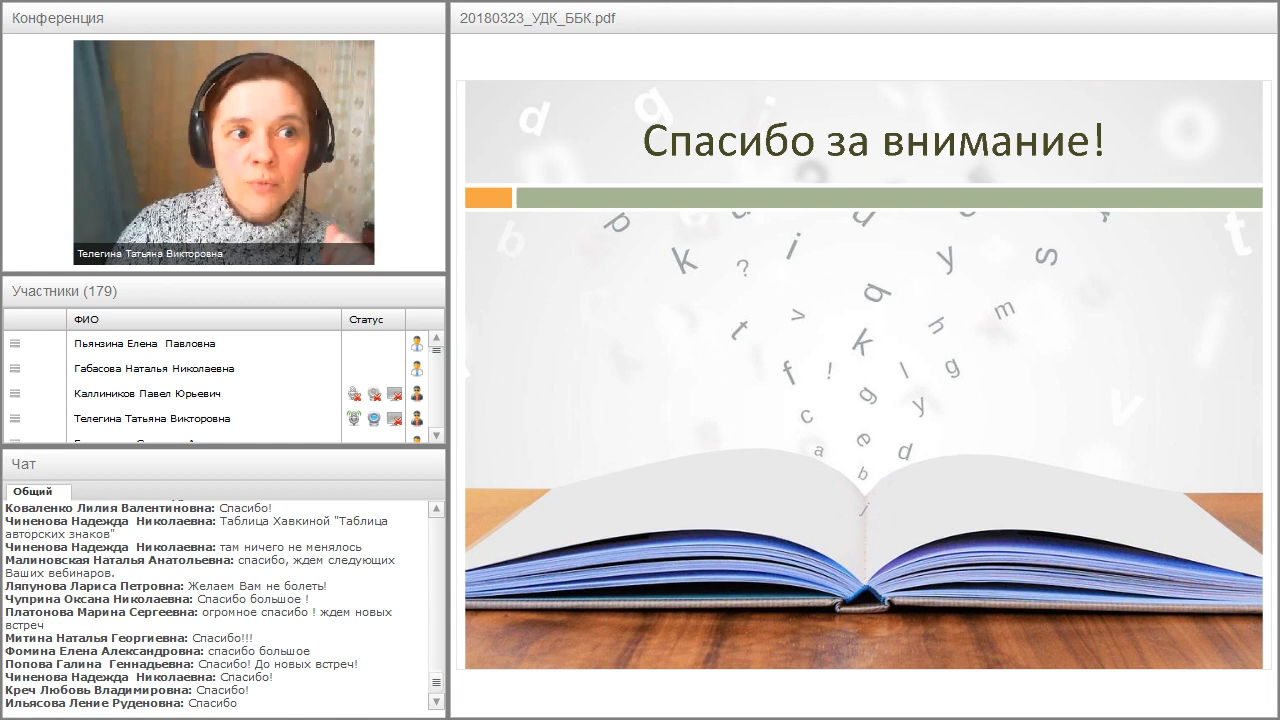 Конференция
Телегина Татьяна Викторовна
Участники (179)
ФИО Статус
Пьянзина Елена Павловна
Габасова Наталья Николаевна
Каллиников Павел Юрьевич
Телегина Татьяна Викторовна
Чат
Общий
Коваленко Лилия Валентиновна: Спасибо!
Чиненова Надежда Николаевна: Таблица Хавкиной "Таблица
авторских знаков"
Чиненова Надежда Николаевна: там ничего не менялось
Малиновская Наталья Анатольевна: спасибо, ждем следующих
Ваших вебинаров.
Ляпунова Лариса Петровна: Желаем Вам не болеть!
Чуприна Оксана Николаевна: Спасибо большое !
Платонова Марина Сергеевна: огромное спасибо ! ждем новых
встреч
Митина Наталья Георгиевна: Спасибо!!!
Фомина Елена Александровна: спасибо большое
Попова Галина Геннадьевна: Спасибо! До новых встреч!
Чиненова Надежда Николаевна: Спасибо!
Креч Любовь Владимировна: Спасибо!
Ильясова Ление Руденовна: Спасибо
20180323_УДК_ББК.pdf
Спасибо за внимание!